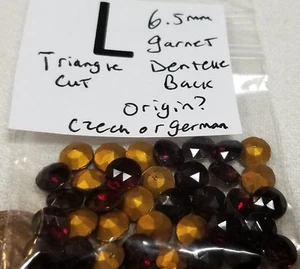 L
6.5mm
garnet
Triangle Dentelle
Cut Back
Origin?
Czech or German